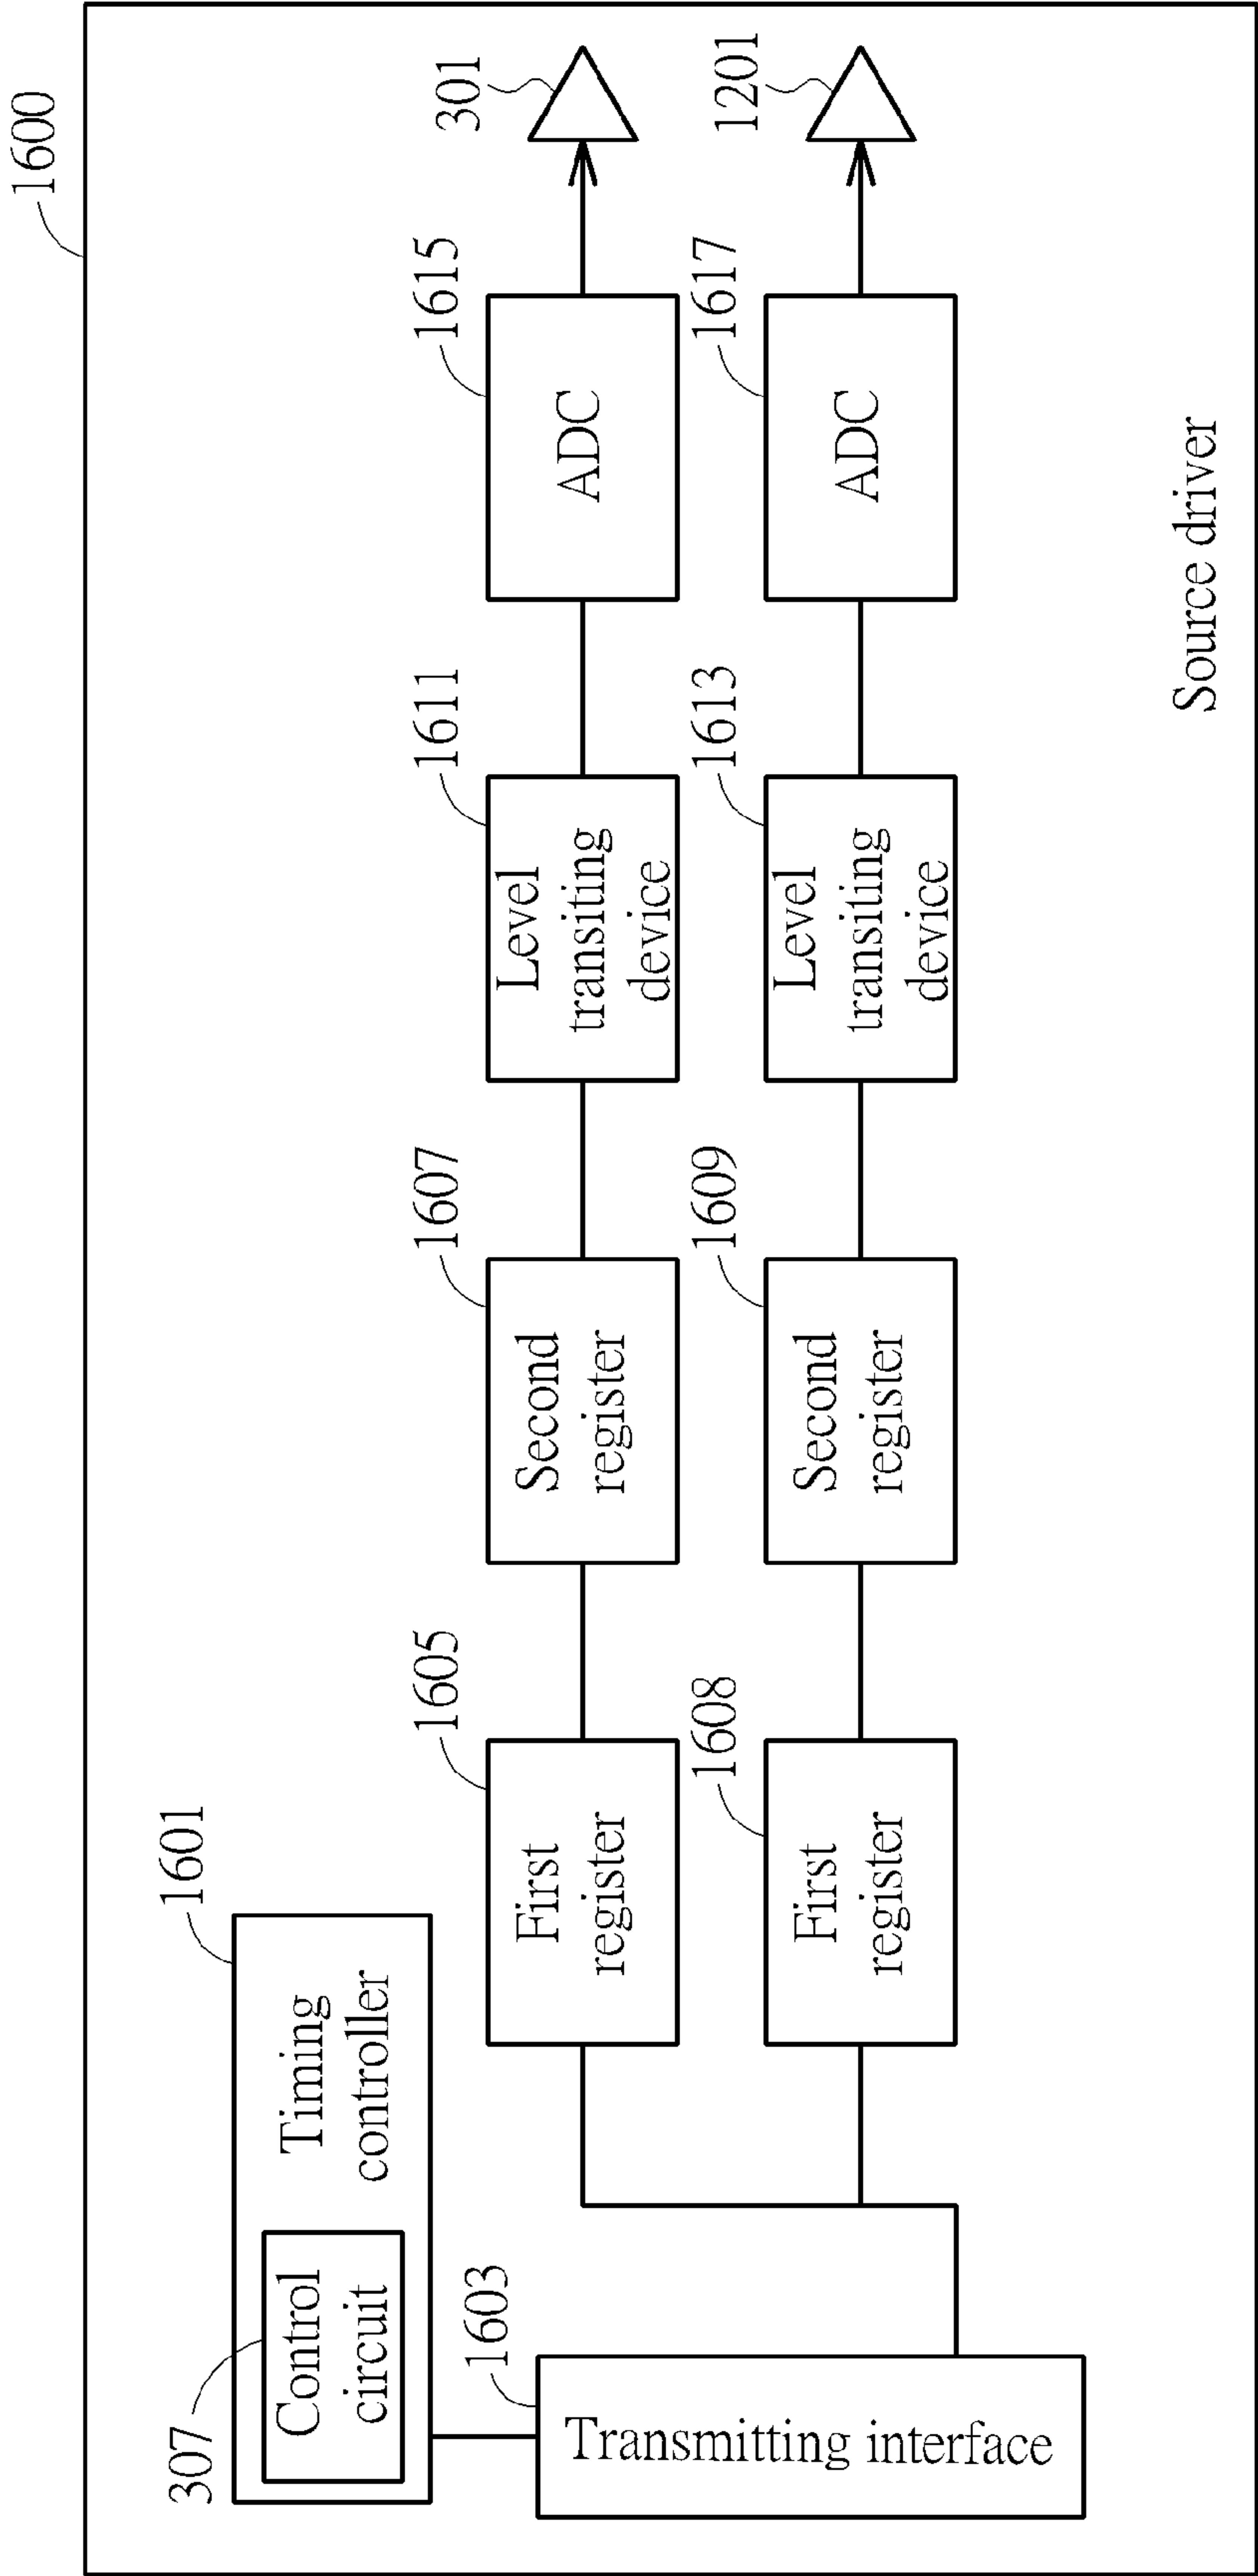 1600
307
Control
circuit
Timing
controller
1601
1603
Transmitting interface
1605
First
register
1607
Second
register
1611
Level
transiting
device
1615
ADC
301
1608
First
register
1609
Second
register
1613
Level
transiting
device
1617
ADC
1201
Source driver